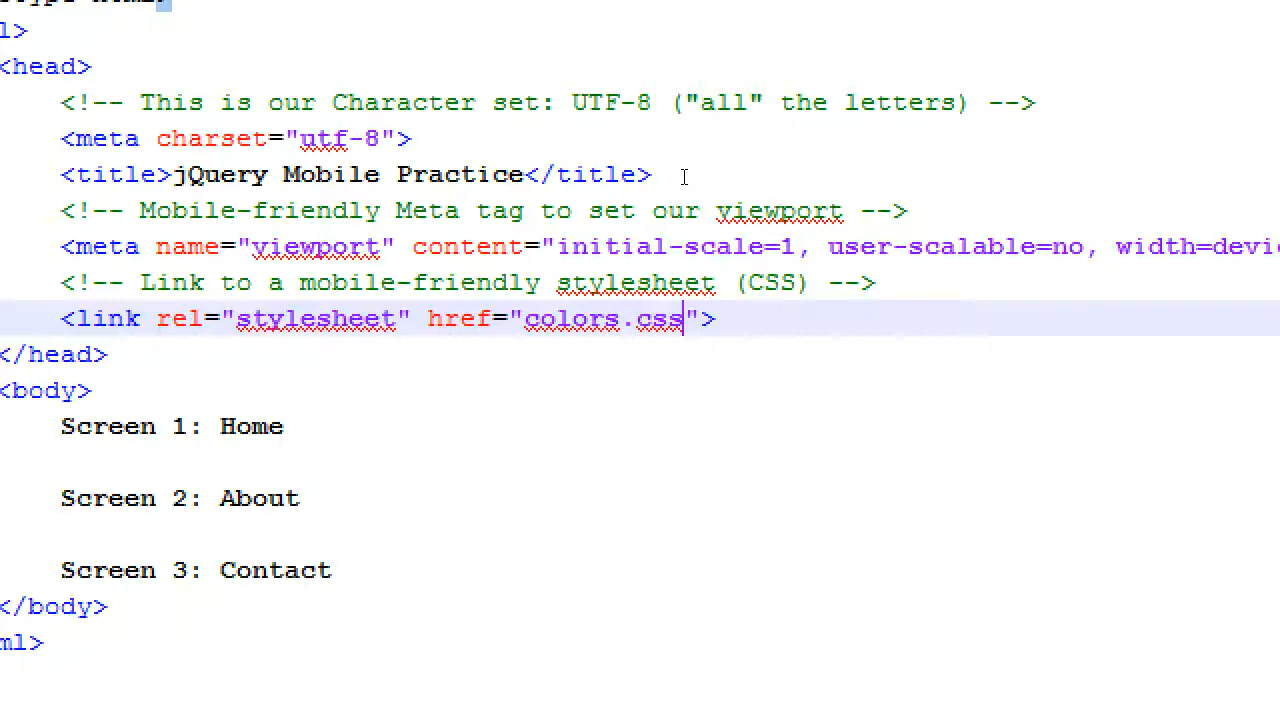 l>
<head>
<!-- This is our Character set: UTF-8 ("all" the letters) -->
<meta charset="utf-8">
<title>jQuery Mobile Practice</title>
<!-- Mobile-friendly Meta tag to set our viewport -->
<meta name="viewport" content="initial-scale=1, user-scalable=no, width=devi
<!-- Link to a mobile-friendly stylesheet (CSS) -->
<link rel="stylesheet" href="colors.css">
</head>
<body>
Screen 1: Home
Screen 2: About
Screen 3: Contact
</body>
ml>